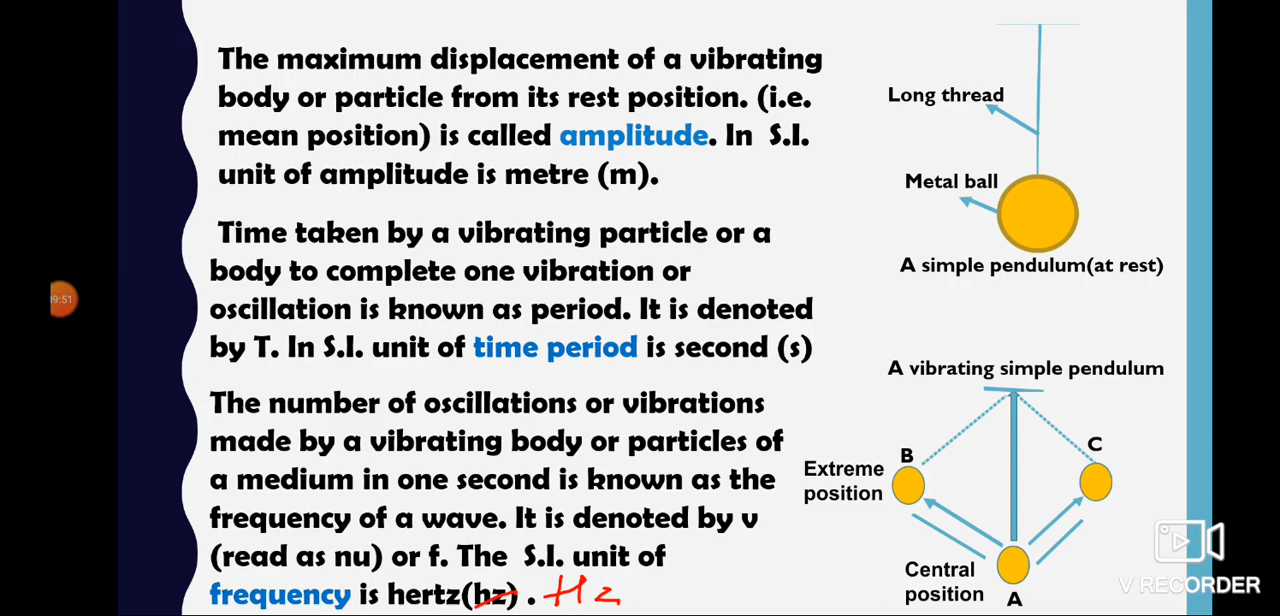 The maximum displacement of a vibrating
body or particle from its rest position. (i.e.
mean position) is called amplitude. In S.I.
unit of amplitude is metre (m).
Time taken by a vibrating particle or a
body to complete one vibration or
oscillation is known as period. It is denoted
by T. In S.I. unit of time period is second (s)
The number of oscillations or vibrations
made by a vibrating body or particles of
a medium in one second is known as the
frequency of a wave. It is denoted by v
(read as nu) or f. The S.I. unit of
frequency is hertz(hz) . Hz
Long thread
Metal ball
A simple pendulum(at rest)
A vibrating simple pendulum
B
C
Extreme
position
Central
position
A
9:51
V RECORDER